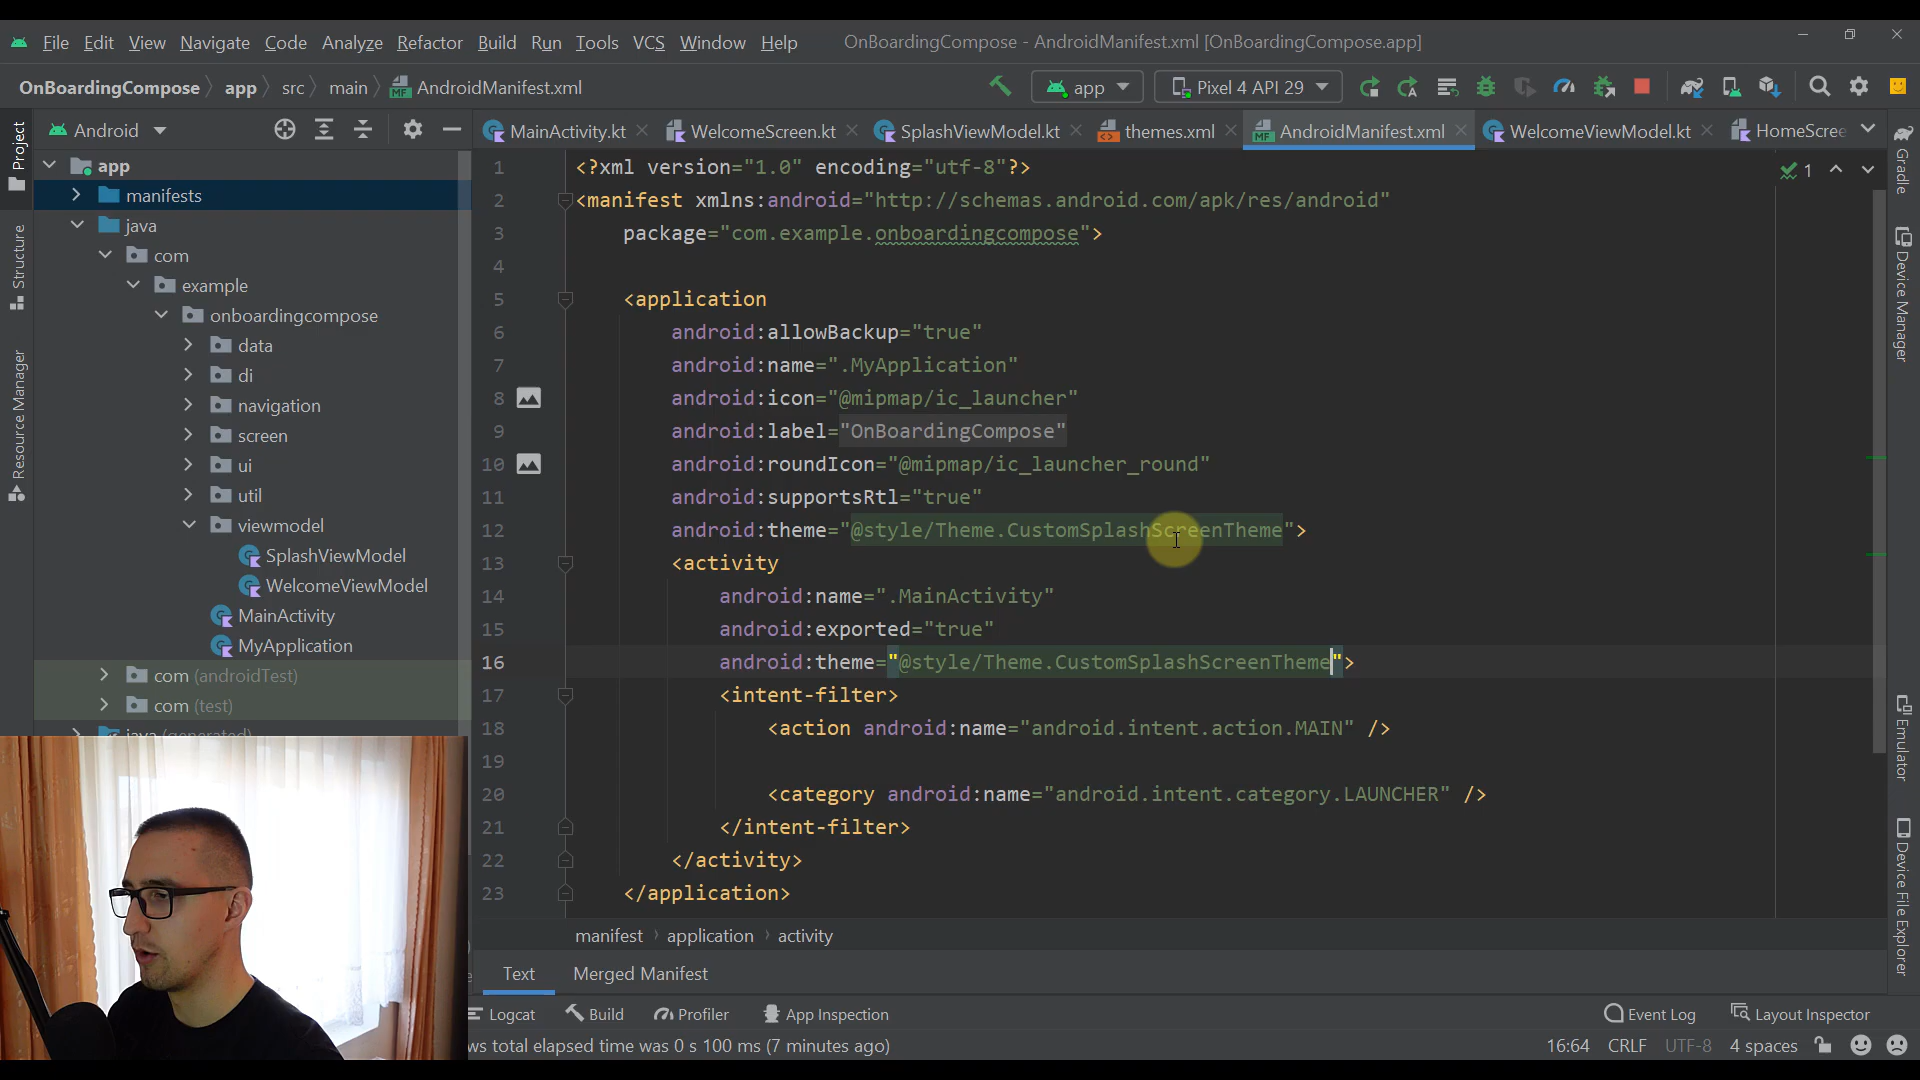 File Edit View Navigate Code Analyze Refactor Build Run Tools VCS Window Help OnBoardingCompose - AndroidManifest.xml [OnBoardingCompose.app]
OnBoardingCompose app src main AndroidManifest.xml app Pixel 4 API 29
Android MainActivity.kt WelcomeScreen.kt SplashViewModel.kt themes.xml AndroidManifest.xml WelcomeViewModel.kt HomeScree
Project
Structure
Resource Manager
app
manifests
java
com
example
onboardingcompose
data
di
navigation
screen
ui
util
viewmodel
SplashViewModel
WelcomeViewModel
MainActivity
MyApplication
com (androidTest)
com (test)
1 <?xml version="1.0" encoding="utf-8"?>
2 <manifest xmlns:android="http://schemas.android.com/apk/res/android"
3 package="com.example.onboardingcompose">
4
5 <application
6 android:allowBackup="true"
7 android:name=".MyApplication"
8 android:icon="@mipmap/ic_launcher"
9 android:label="OnBoardingCompose"
10 android:roundIcon="@mipmap/ic_launcher_round"
11 android:supportsRtl="true"
12 android:theme="@style/Theme.CustomSplashScreenTheme">
13 <activity
14 android:name=".MainActivity"
15 android:exported="true"
16 android:theme="@style/Theme.CustomSplashScreenTheme">
17 <intent-filter>
18 <action android:name="android.intent.action.MAIN" />
19
20 <category android:name="android.intent.category.LAUNCHER" />
21 </intent-filter>
22 </activity>
23 </application>
1
Gradle
Device Manager
Emulator
Device File Explorer
manifest application activity
Text Merged Manifest
Logcat Build Profiler App Inspection Event Log Layout Inspector
ws total elapsed time was 0 s 100 ms (7 minutes ago) 16:64 CRLF UTF-8 4 spaces